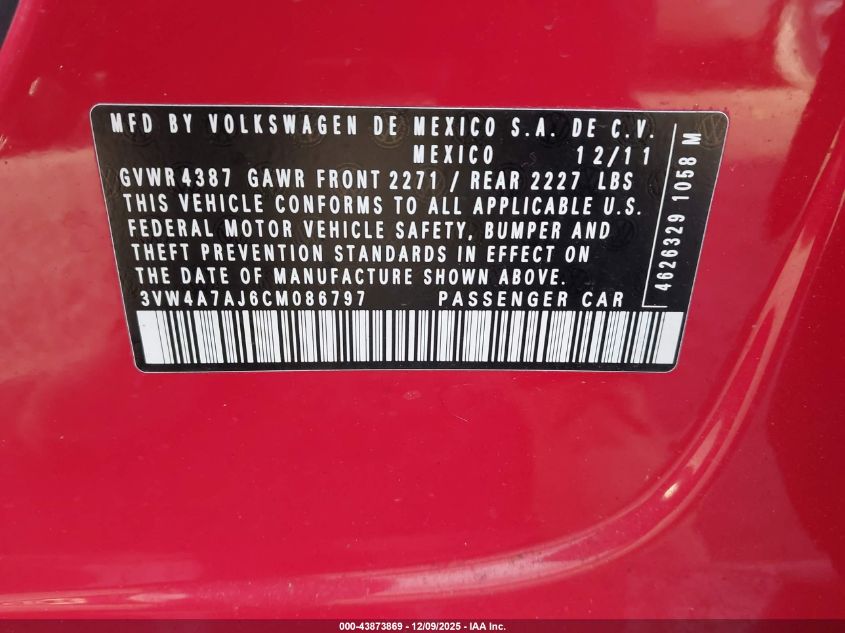 MFD BY VOLKSWAGEN DE MEXICO S.A. DE C.V.
MEXICO 12/11
GVWR 4387 GAWR FRONT 2271 / REAR 2227 LBS
THIS VEHICLE CONFORMS TO ALL APPLICABLE U.S.
FEDERAL MOTOR VEHICLE SAFETY, BUMPER AND
THEFT PREVENTION STANDARDS IN EFFECT ON
THE DATE OF MANUFACTURE SHOWN ABOVE.
3VW4A7AJ6CM086797 PASSENGER CAR
4626329 1058 M
000-43873869 | 12/09/2025 - IAA Inc.